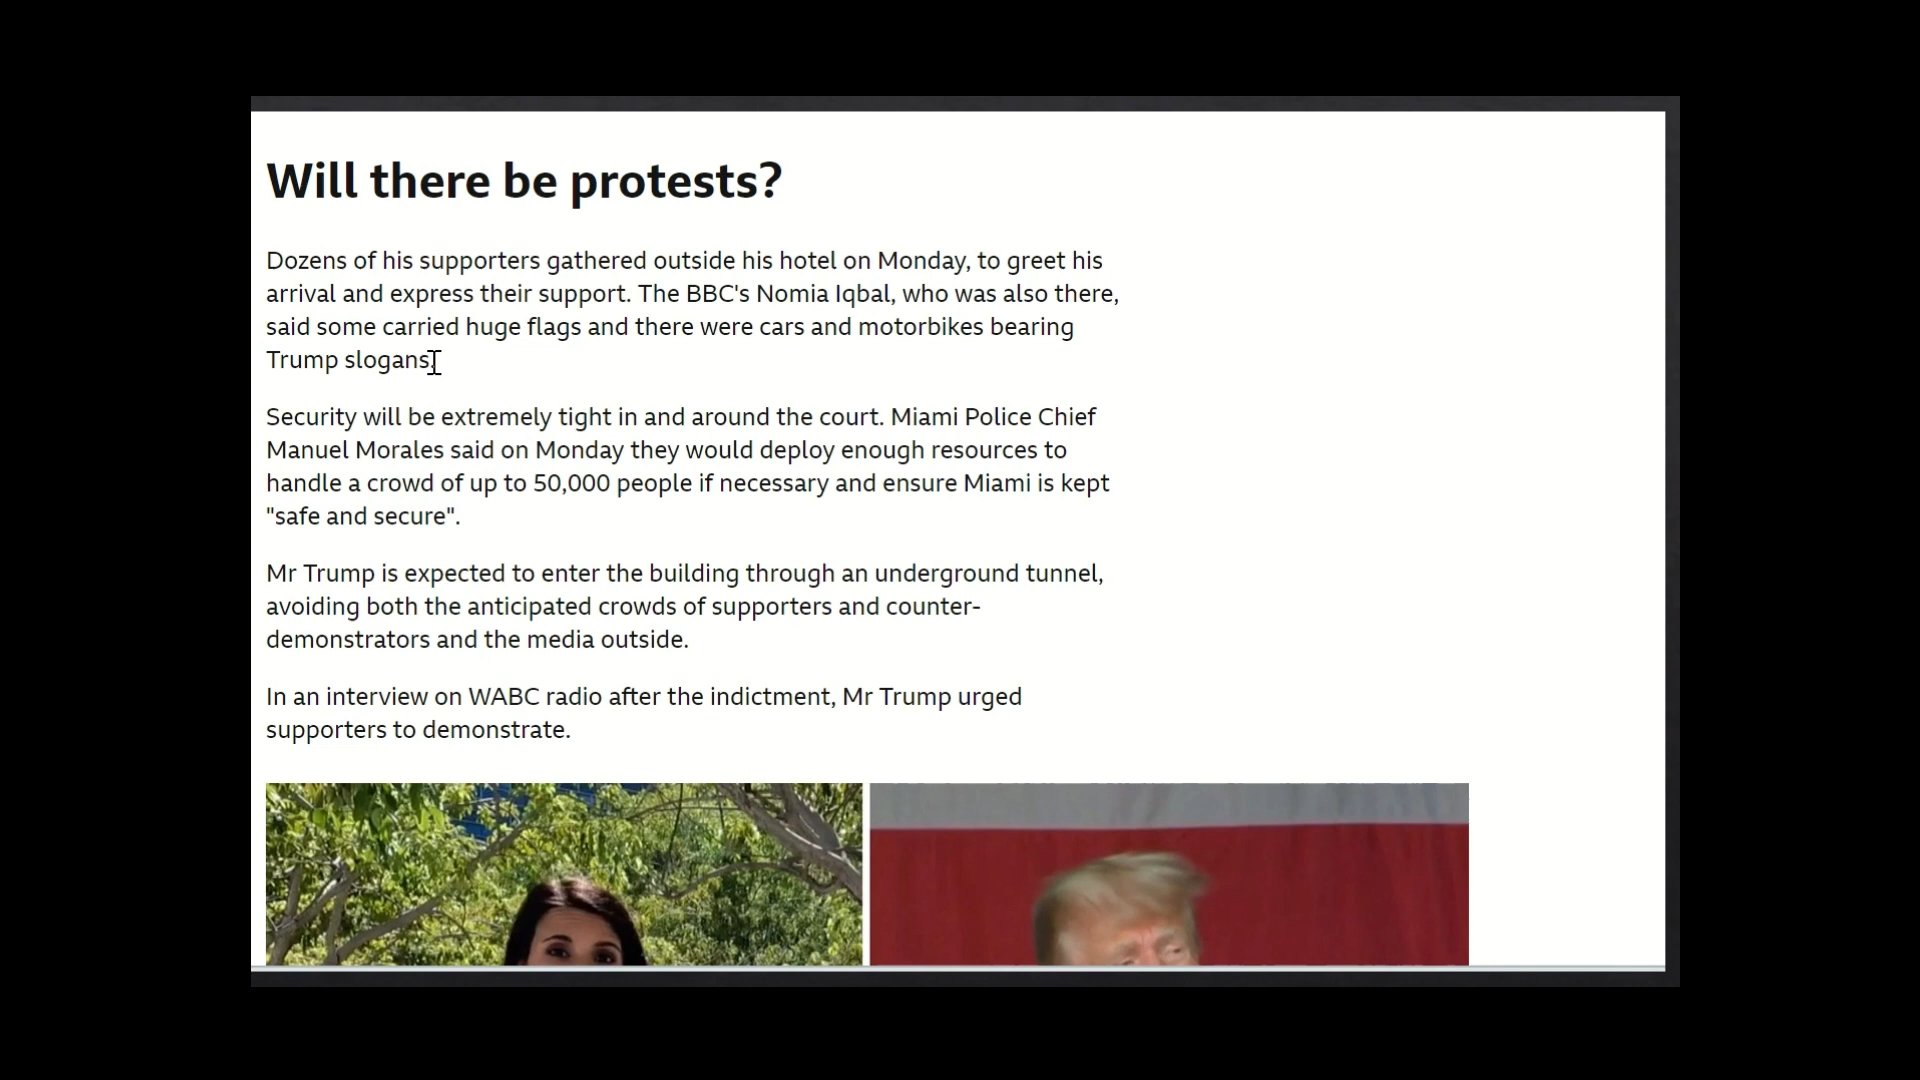 Will there be protests?
Dozens of his supporters gathered outside his hotel on Monday, to greet his
arrival and express their support. The BBC's Nomia Iqbal, who was also there,
said some carried huge flags and there were cars and motorbikes bearing
Trump slogans.
Security will be extremely tight in and around the court. Miami Police Chief
Manuel Morales said on Monday they would deploy enough resources to
handle a crowd of up to 50,000 people if necessary and ensure Miami is kept
"safe and secure".
Mr Trump is expected to enter the building through an underground tunnel,
avoiding both the anticipated crowds of supporters and counter-
demonstrators and the media outside.
In an interview on WABC radio after the indictment, Mr Trump urged
supporters to demonstrate.